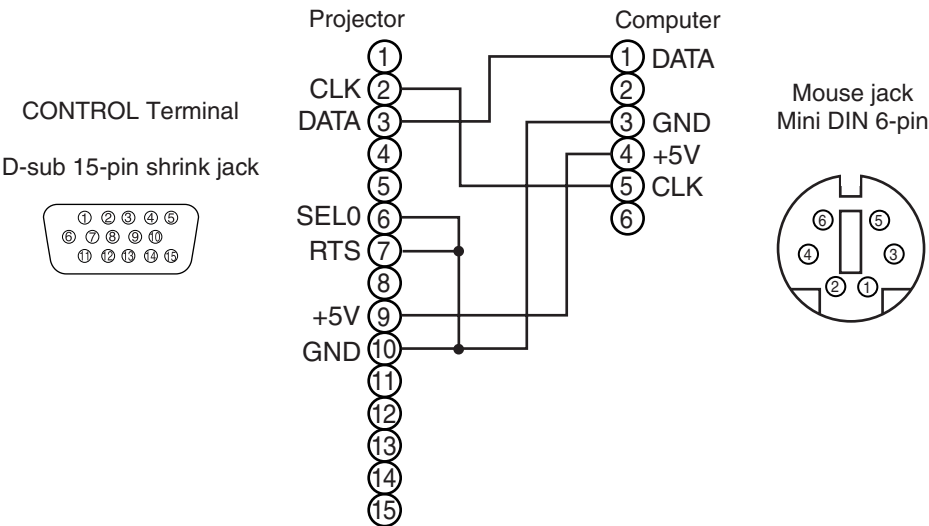 Projector
Computer
1
CLK 2
DATA 3
4
5
SEL0 6
RTS 7
8
+5V 9
GND 10
11
12
13
14
15
1 DATA
2
3 GND
4 +5V
5 CLK
6
CONTROL Terminal
D-sub 15-pin shrink jack
1 2 3 4 5
6 7 8 9 10
11 12 13 14 15
Mouse jack
Mini DIN 6-pin
6 5
4 3
2 1